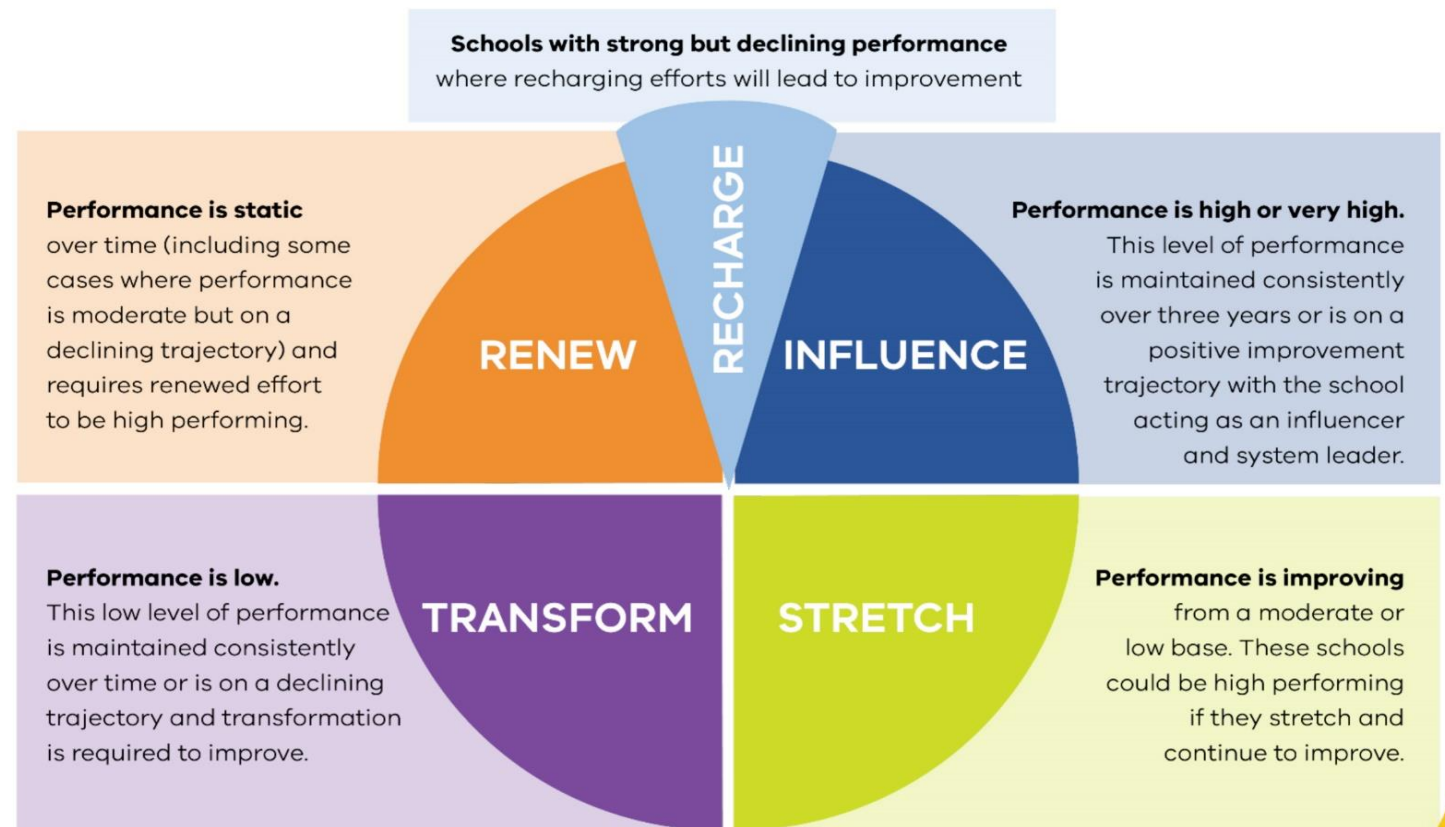 Schools with strong but declining performance
where recharging efforts will lead to improvement
Performance is static
over time (including some
cases where performance
is moderate but on a
declining trajectory) and
requires renewed effort
to be high performing.
RENEW
RECHARGE
INFLUENCE
Performance is high or very high.
This level of performance
is maintained consistently
over three years or is on a
positive improvement
trajectory with the school
acting as an influencer
and system leader.
Performance is low.
This low level of performance
is maintained consistently
over time or is on a declining
trajectory and transformation
is required to improve.
TRANSFORM
STRETCH
Performance is improving
from a moderate or
low base. These schools
could be high performing
if they stretch and
continue to improve.